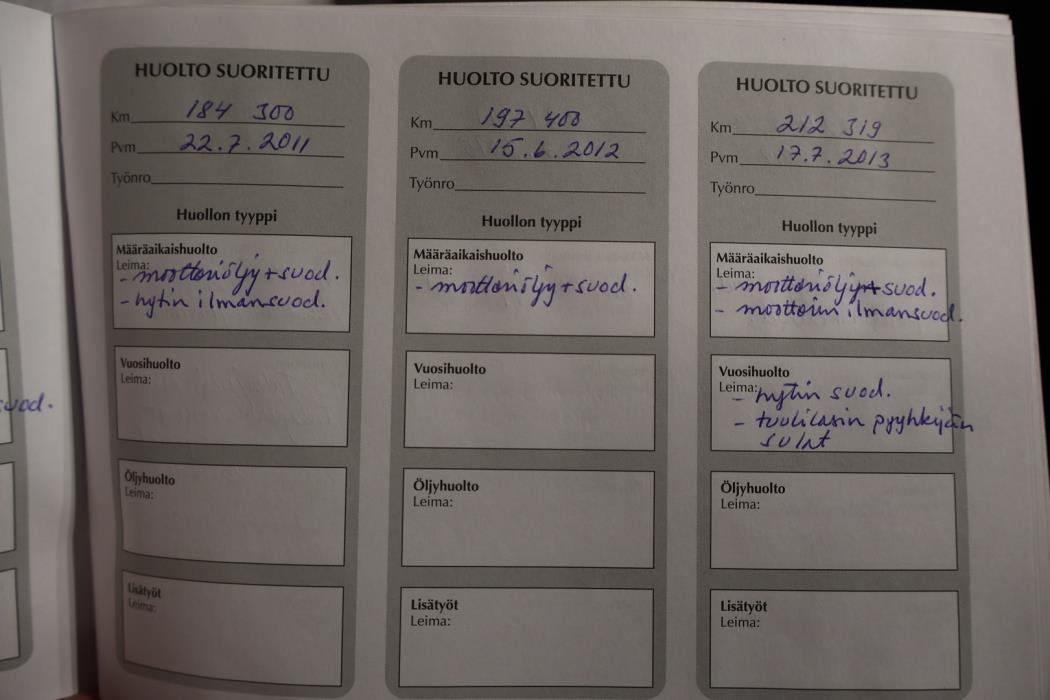 suod.
HUOLTO SUORITETTU
Km 184 300
Pvm 22.7.2011
Työnro
Huollon tyyppi
Määräaikaishuolto
Leima:
- moottoriöljy + suod.
- hytin ilmansuod.
Vuosihuolto
Leima:
Öljyhuolto
Leima:
Lisätyöt
Leima:
HUOLTO SUORITETTU
Km 197 400
Pvm 15.6.2012
Työnro
Huollon tyyppi
Määräaikaishuolto
Leima:
- moottoriöljy + suod.
Vuosihuolto
Leima:
Öljyhuolto
Leima:
Lisätyöt
Leima:
HUOLTO SUORITETTU
Km 212 319
Pvm 17.7.2013
Työnro
Huollon tyyppi
Määräaikaishuolto
Leima:
- moottoriöljy + suod.
- moottorin ilmansuod.
Vuosihuolto
Leima:
- hytin suod.
- tuulilasin pyyhkijän
sulat
Öljyhuolto
Leima:
Lisätyöt
Leima: